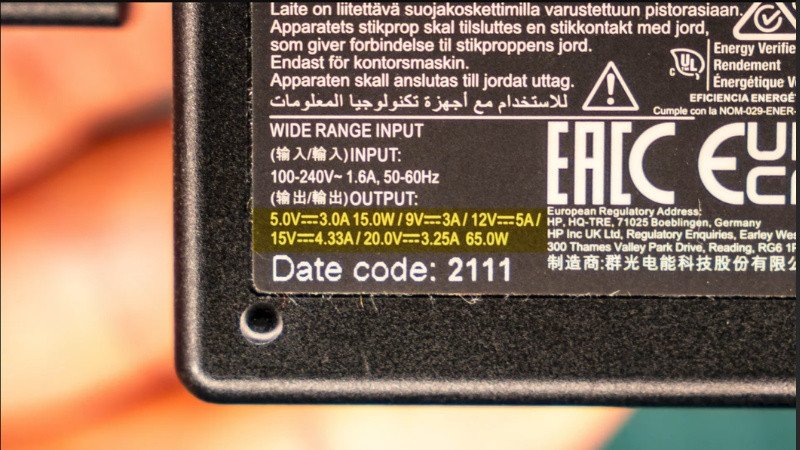 Laite on liitettävä suojakoskettimilla varustettuun pistorasiaan.
Apparatets stikprop skal tilsluttes en stikkontakt med jord,
som giver forbindelse til stikproppens jord.
Endast för kontorsmaskin.
Apparaten skall anslutas till jordat uttag.
للاستخدام مع أجهزة تكنولوجيا المعلومات
Energy Verifie
Rendement
Énergétique V
c UL
EFICIENCIA ENERGÉT
Cumple con la NOM-029-ENER-
WIDE RANGE INPUT
(输入/輸入)INPUT:
100-240V~ 1.6A, 50-60Hz
(输出/輸出)OUTPUT:
5.0V⎓3.0A 15.0W / 9V⎓3A / 12V⎓5A /
15V⎓4.33A / 20.0V⎓3.25A 65.0W
Date code: 2111
EAC
European Regulatory Address:
HP, HQ-TRE, 71025 Boeblingen, Germany
HP Inc UK Ltd, Regulatory Enquiries, Earley Wes
300 Thames Valley Park Drive, Reading, RG6 1P
制造商:群光电能科技股份有限公